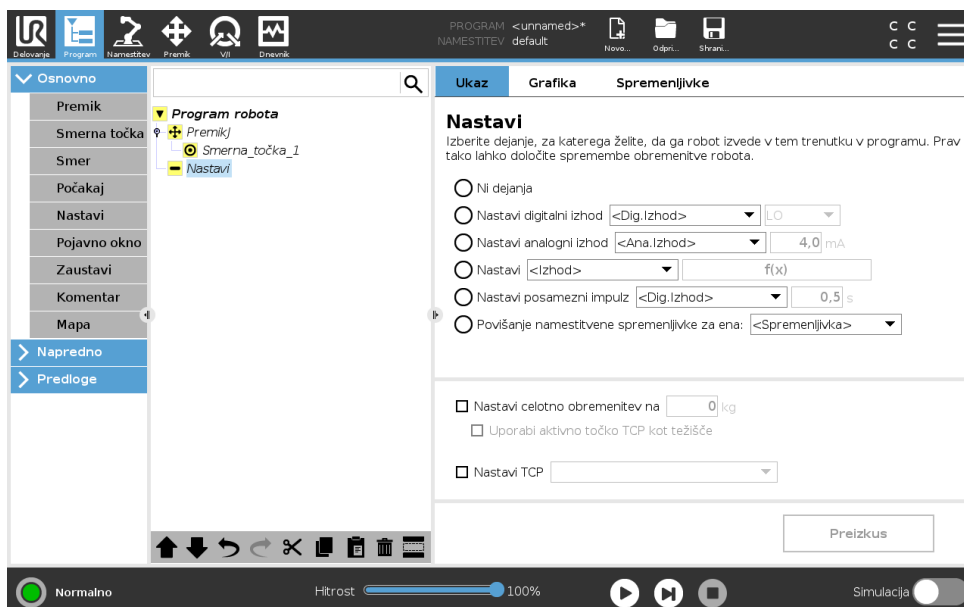 UR
PROGRAM <unnamed>*
NAMESTITEV default
Delovanje
Program
Namestitev
Premik
V/I
Dnevnik
Novo...
Odpri...
Shrani...
C C
C C
Osnovno
Premik
Smerna točka
Smer
Počakaj
Nastavi
Pojavno okno
Zaustavi
Komentar
Mapa
Napredno
Predloge
Program robota
PremikJ
Smerna_točka_1
Nastavi
Ukaz
Grafika
Spremenljivke
Nastavi
Izberite dejanje, za katerega želite, da ga robot izvede v tem trenutku v programu. Prav
tako lahko določite spremembe obremenitve robota.
Ni dejanja
Nastavi digitalni izhod <Dig.Izhod> LO
Nastavi analogni izhod <Ana.Izhod> 4,0 mA
Nastavi <Izhod> f(x)
Nastavi posamezni impulz <Dig.Izhod> 0,5 s
Povišanje namestitvene spremenljivke za ena: <Spremenljivka>
Nastavi celotno obremenitev na 0 kg
Uporabi aktivno točko TCP kot težišče
Nastavi TCP
Preizkus
Normalno
Hitrost 100%
Simulacija